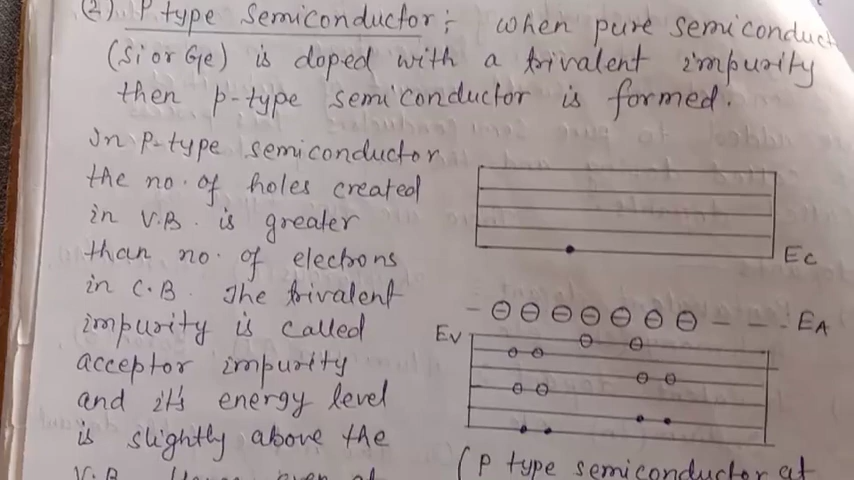 (2) P type Semiconductor :- when pure semiconduct
(Si or Ge) is doped with a trivalent impurity
then p-type semiconductor is formed.
In P-type semiconductor
the no. of holes created
in V.B. is greater
than no. of electrons
in C.B. The trivalent
impurity is called
acceptor impurity
and its energy level
is slightly above the
V.B.
Ec
EA
Ev
(P type semiconductor at